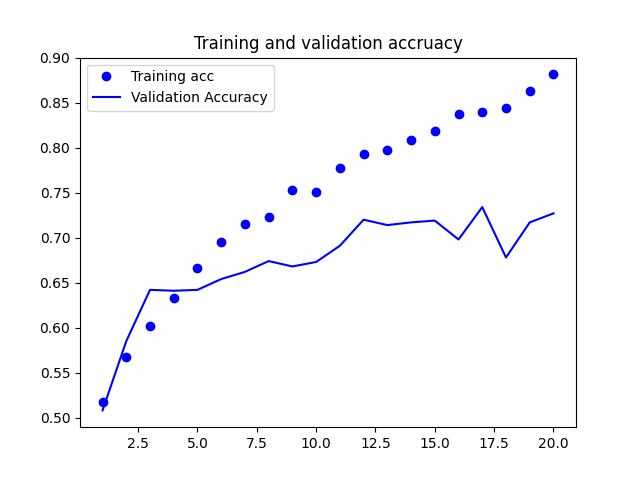 Training and validation accruacy
Training acc
Validation Accuracy
0.90
0.85
0.80
0.75
0.70
0.65
0.60
0.55
0.50
2.5 5.0 7.5 10.0 12.5 15.0 17.5 20.0